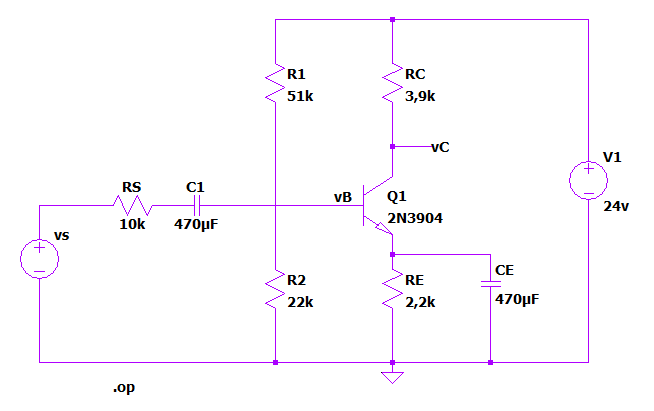 R1
51k
RC
3,9k
vC
V1
24v
RS
10k
C1
470µF
vB
Q1
2N3904
vs
R2
22k
RE
2,2k
CE
470µF
.op